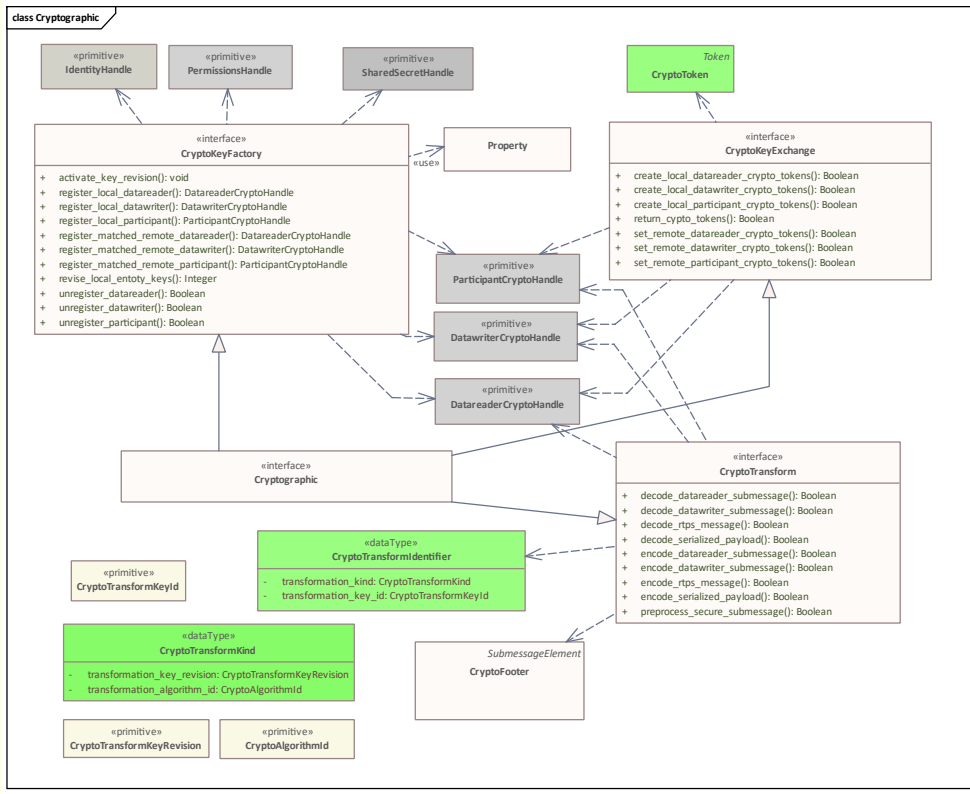 class Cryptographic
«primitive»
IdentityHandle
«primitive»
PermissionsHandle
«primitive»
SharedSecretHandle
Token
CryptoToken
«interface»
CryptoKeyFactory
+ activate_key_revision(): void
+ register_local_datareader(): DatareaderCryptoHandle
+ register_local_datawriter(): DatawriterCryptoHandle
+ register_local_participant(): ParticipantCryptoHandle
+ register_matched_remote_datareader(): DatareaderCryptoHandle
+ register_matched_remote_datawriter(): DatawriterCryptoHandle
+ register_matched_remote_participant(): ParticipantCryptoHandle
+ revise_local_entoty_keys(): Integer
+ unregister_datareader(): Boolean
+ unregister_datawriter(): Boolean
+ unregister_participant(): Boolean
«use»
Property
«interface»
CryptoKeyExchange
+ create_local_datareader_crypto_tokens(): Boolean
+ create_local_datawriter_crypto_tokens(): Boolean
+ create_local_participant_crypto_tokens(): Boolean
+ return_cypto_tokens(): Boolean
+ set_remote_datareader_crypto_tokens(): Boolean
+ set_remote_datawriter_crypto_tokens(): Boolean
+ set_remote_participant_crypto_tokens(): Boolean
«primitive»
ParticipantCryptoHandle
«primitive»
DatawriterCryptoHandle
«primitive»
DatareaderCryptoHandle
«interface»
Cryptographic
«interface»
CryptoTransform
+ decode_datareader_submessage(): Boolean
+ decode_datawriter_submessage(): Boolean
+ decode_rtps_message(): Boolean
+ decode_serialized_payload(): Boolean
+ encode_datareader_submessage(): Boolean
+ encode_datawriter_submessage(): Boolean
+ encode_rtps_message(): Boolean
+ encode_serialized_payload(): Boolean
+ preprocess_secure_submessage(): Boolean
«dataType»
CryptoTransformIdentifier
- transformation_kind: CryptoTransformKind
- transformation_key_id: CryptoTransformKeyId
«primitive»
CryptoTransformKeyId
«dataType»
CryptoTransformKind
- transformation_key_revision: CryptoTransformKeyRevision
- transformation_algorithm_id: CryptoAlgorithmId
SubmessageElement
CryptoFooter
«primitive»
CryptoTransformKeyRevision
«primitive»
CryptoAlgorithmId